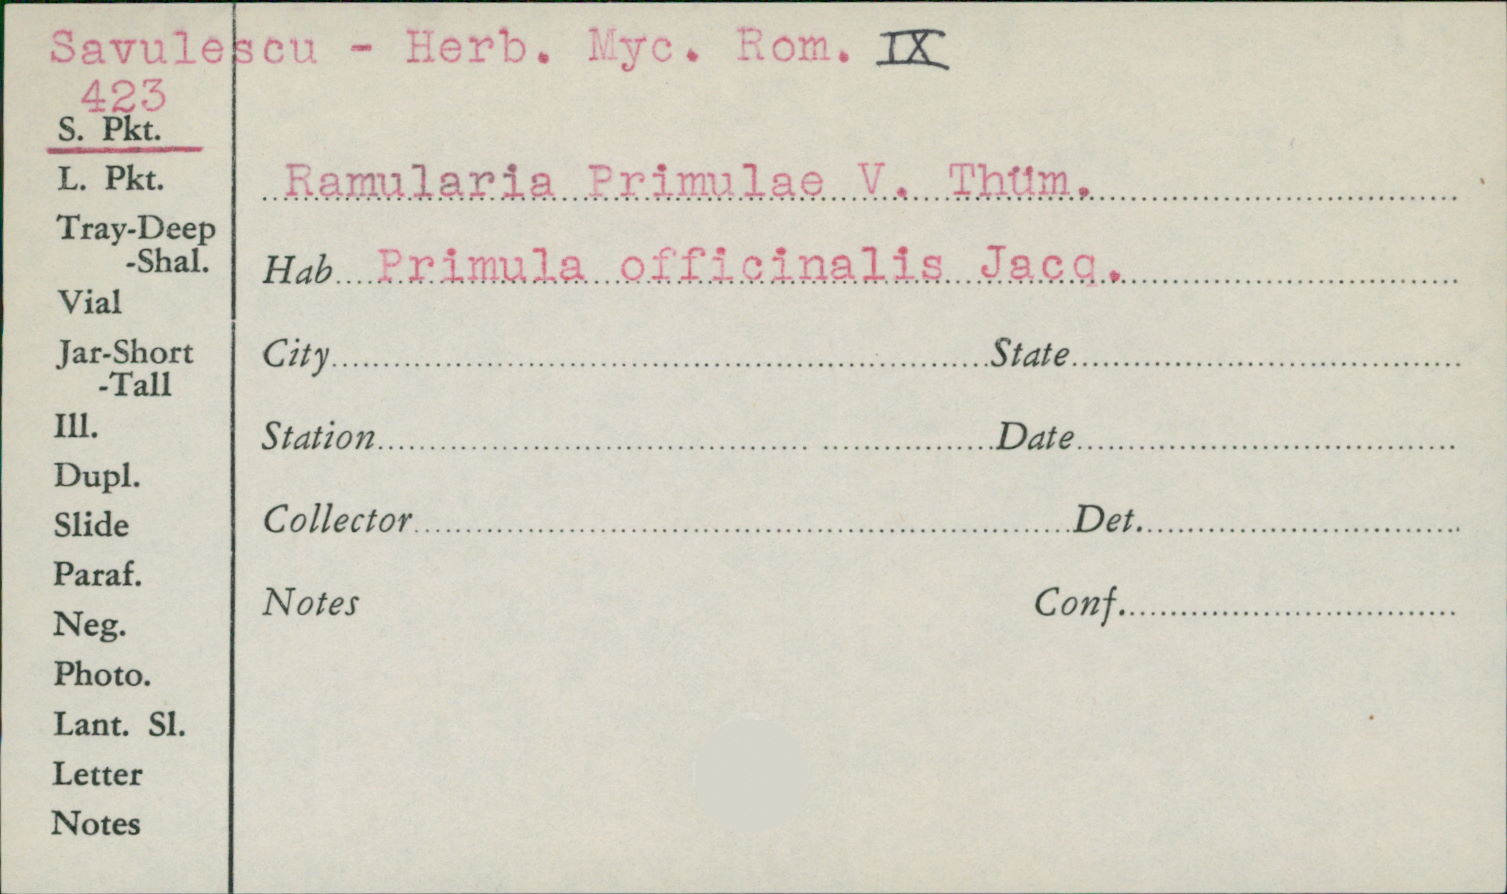 Savulescu - Herb. Myc. Rom. IX
423
S. Pkt.
L. Pkt.
Ramularia Primulae V. Thüm.
Tray-Deep
-Shal.
Hab Primula officinalis Jacq.
Vial
Jar-Short
-Tall
City State
Ill.
Station Date
Dupl.
Slide
Collector Det.
Paraf.
Neg.
Notes Conf.
Photo.
Lant. Sl.
Letter
Notes